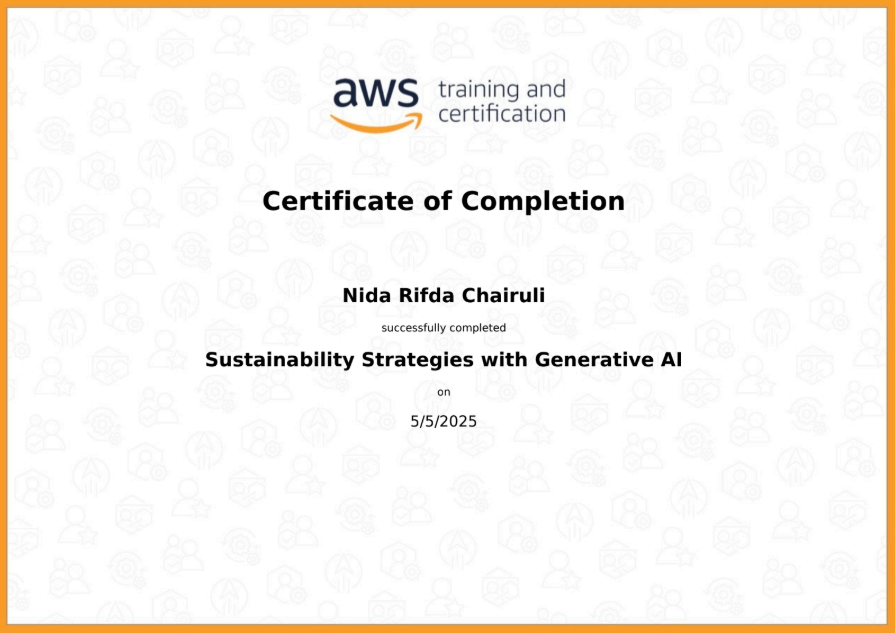 aws training and
certification
Certificate of Completion
Nida Rifda Chairuli
successfully completed
Sustainability Strategies with Generative AI
on
5/5/2025